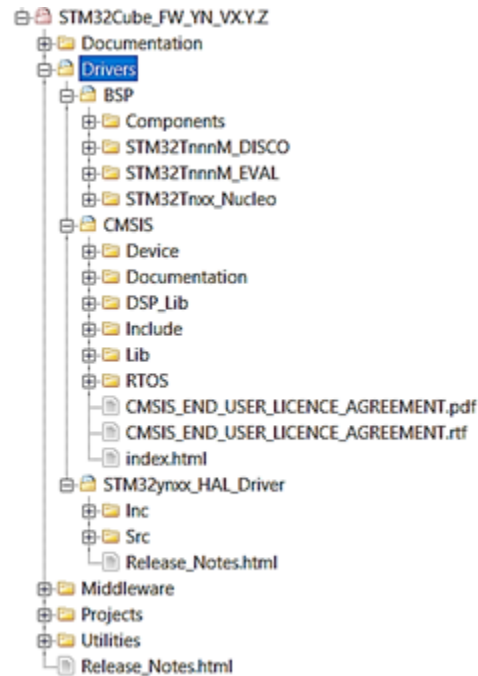 STM32Cube_FW_YN_VX.Y.Z
Documentation
Drivers
BSP
Components
STM32TnnnM_DISCO
STM32TnnnM_EVAL
STM32Tnxx_Nucleo
CMSIS
Device
Documentation
DSP_Lib
Include
Lib
RTOS
CMSIS_END_USER_LICENCE_AGREEMENT.pdf
CMSIS_END_USER_LICENCE_AGREEMENT.rtf
index.html
STM32ynxx_HAL_Driver
Inc
Src
Release_Notes.html
Middleware
Projects
Utilities
Release_Notes.html